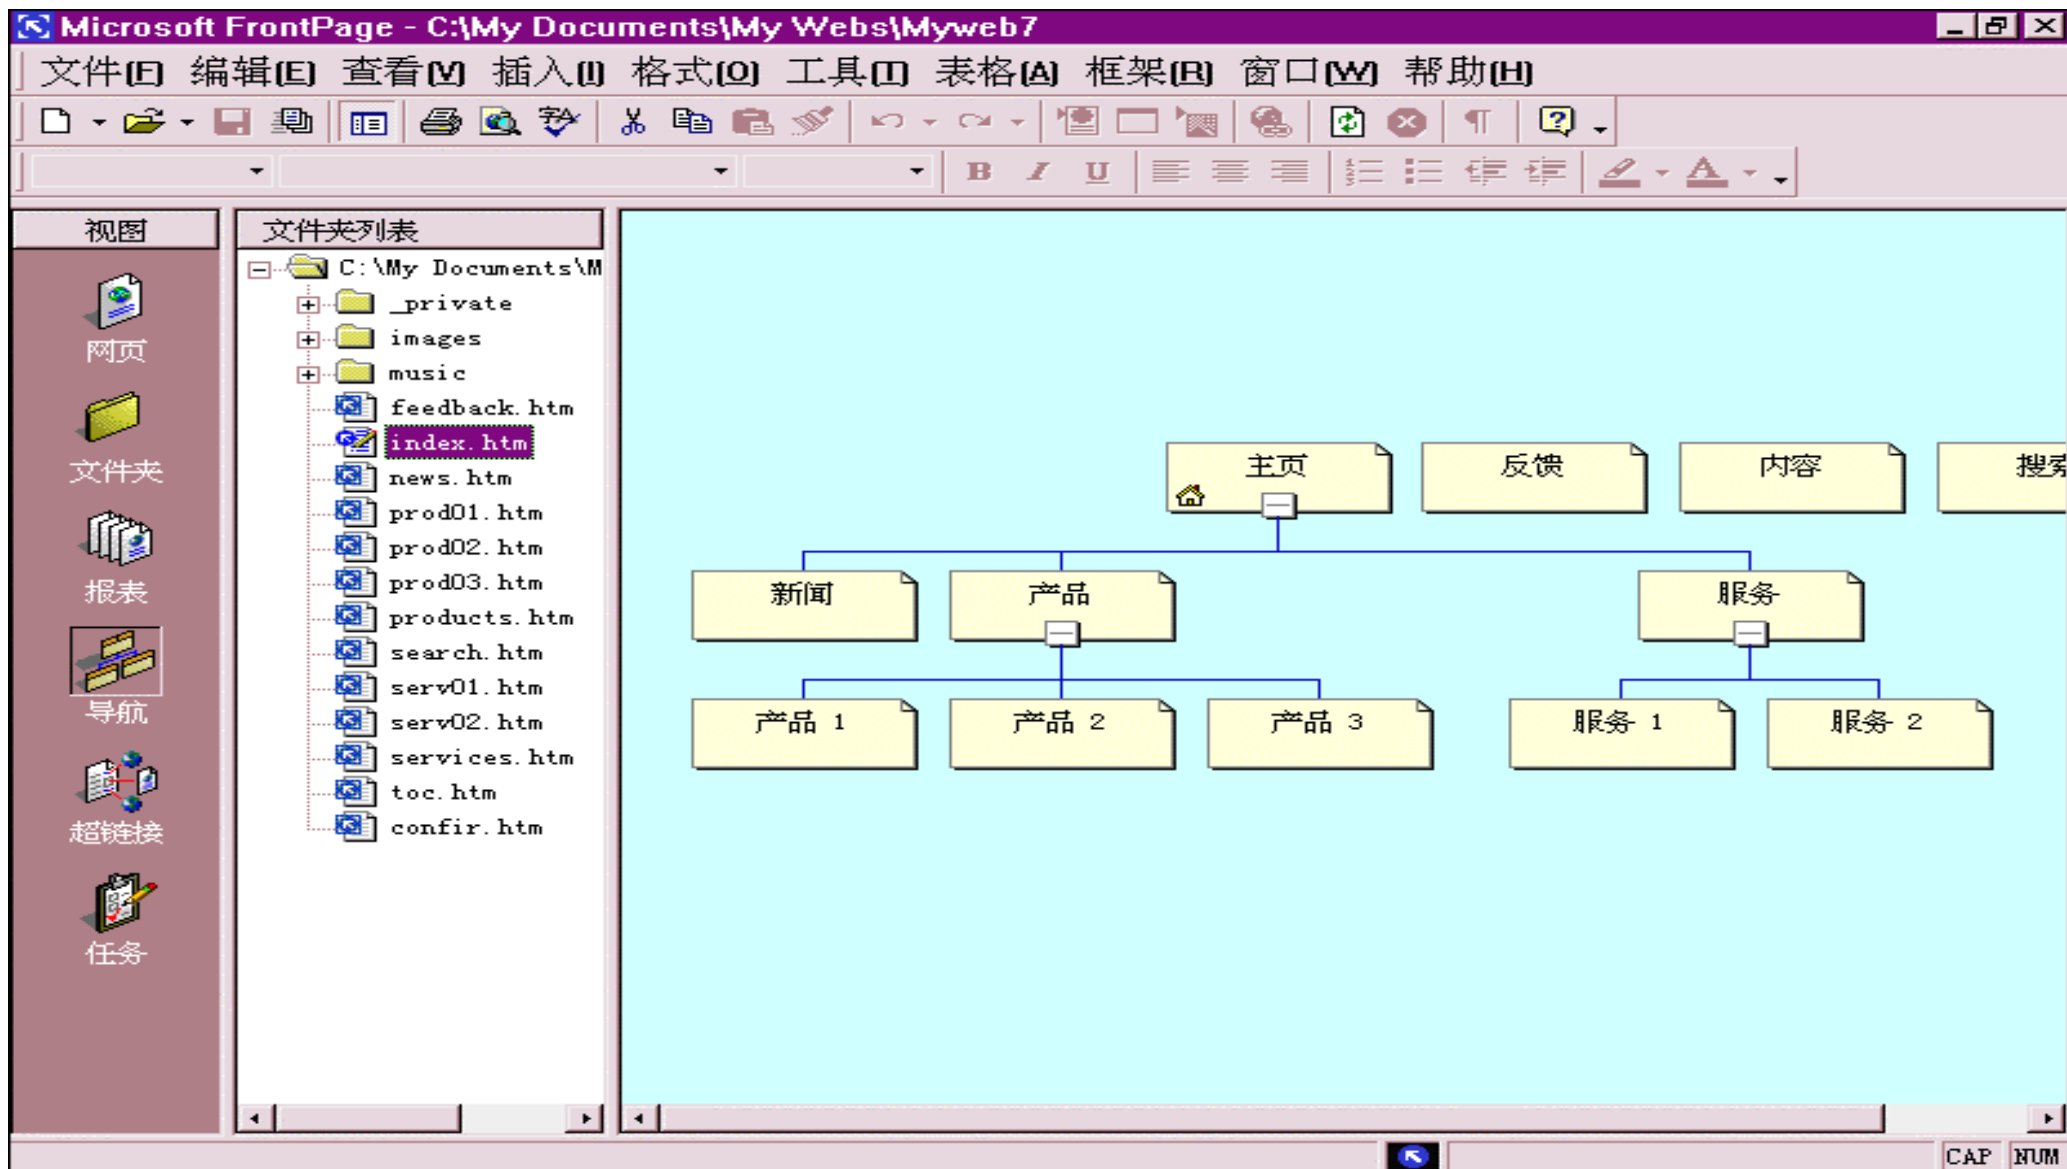 Microsoft FrontPage - C:\My Documents\My Webs\Myweb7
文件(F) 编辑(E) 查看(V) 插入(I) 格式(O) 工具(T) 表格(A) 框架(R) 窗口(W) 帮助(H)
B I U A
视图
网页
文件夹
报表
导航
超链接
任务
文件夹列表
C:\My Documents\M
_private
images
music
feedback.htm
index.htm
news.htm
prod01.htm
prod02.htm
prod03.htm
products.htm
search.htm
serv01.htm
serv02.htm
services.htm
toc.htm
confir.htm
主页 反馈 内容 搜索
新闻 产品 服务
产品 1 产品 2 产品 3 服务 1 服务 2
CAP NUM